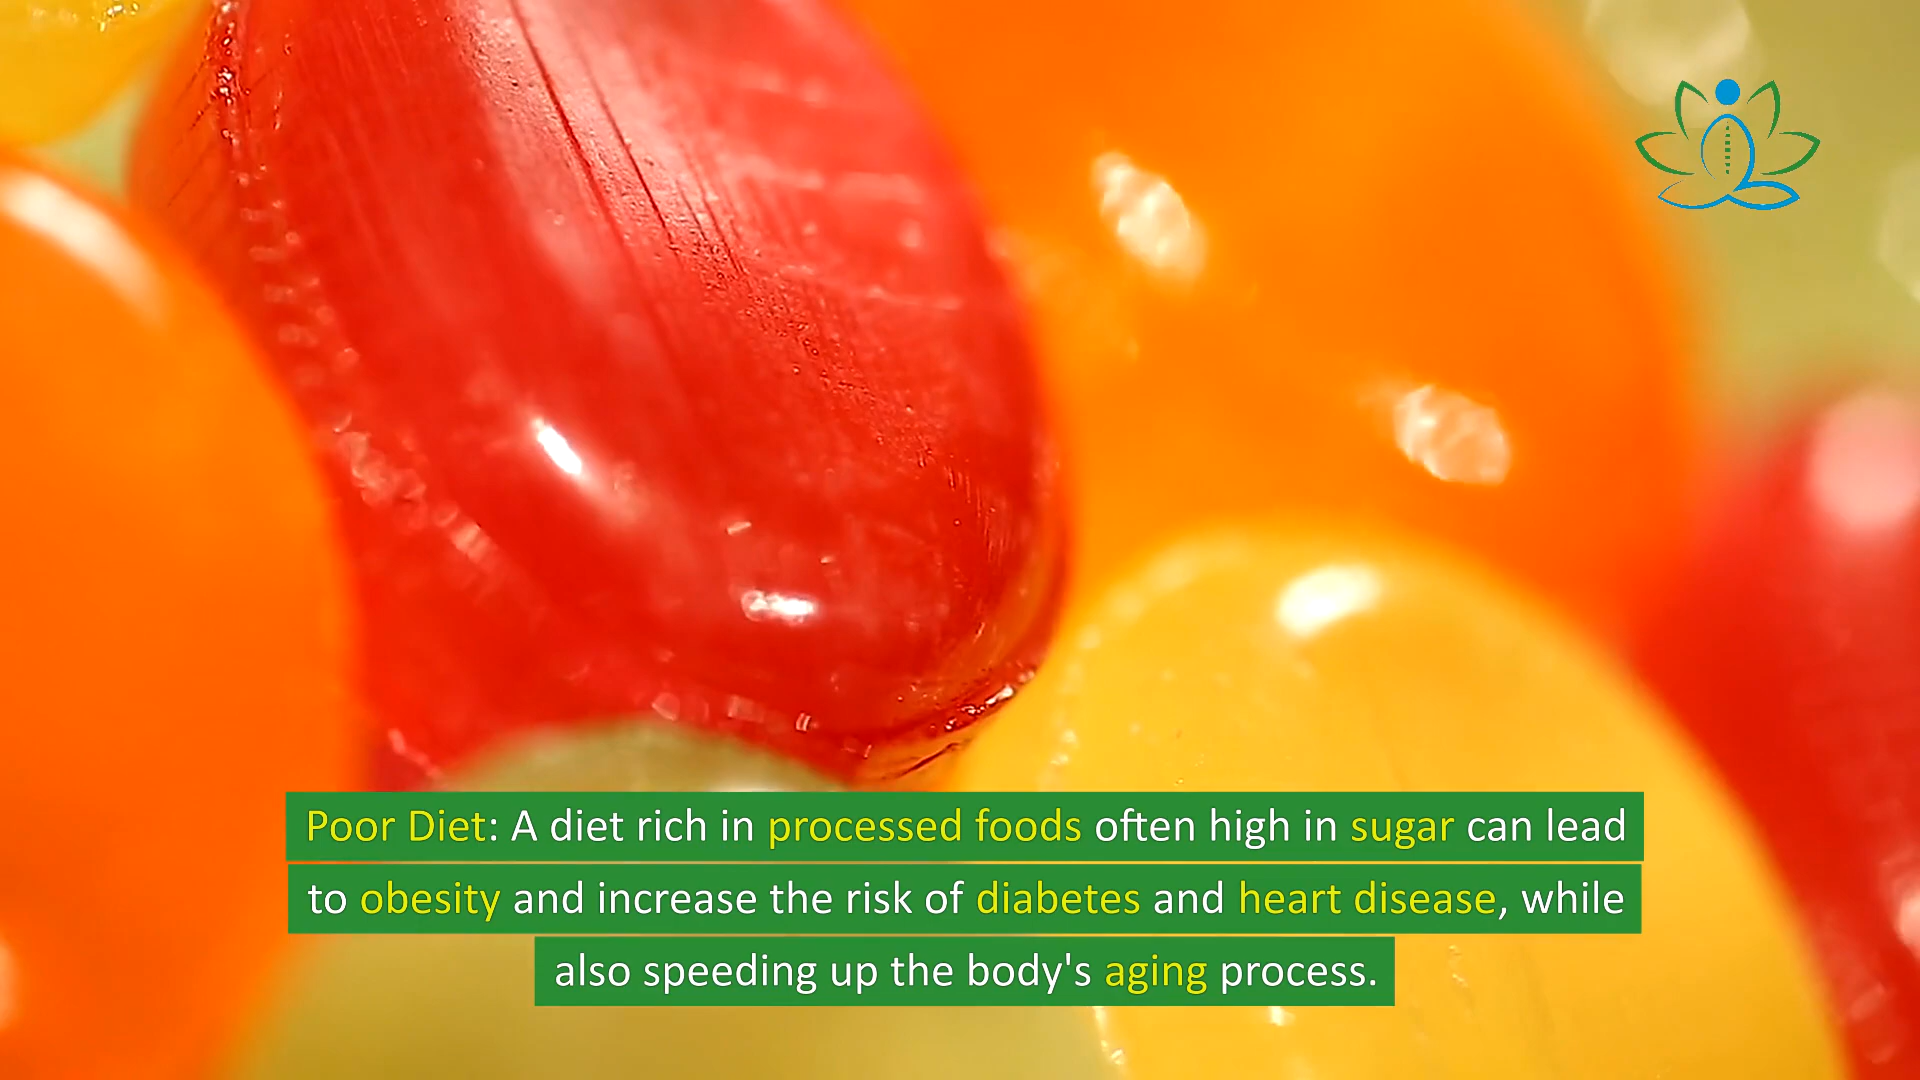 Poor Diet: A diet rich in processed foods often high in sugar can lead
to obesity and increase the risk of diabetes and heart disease, while
also speeding up the body's aging process.